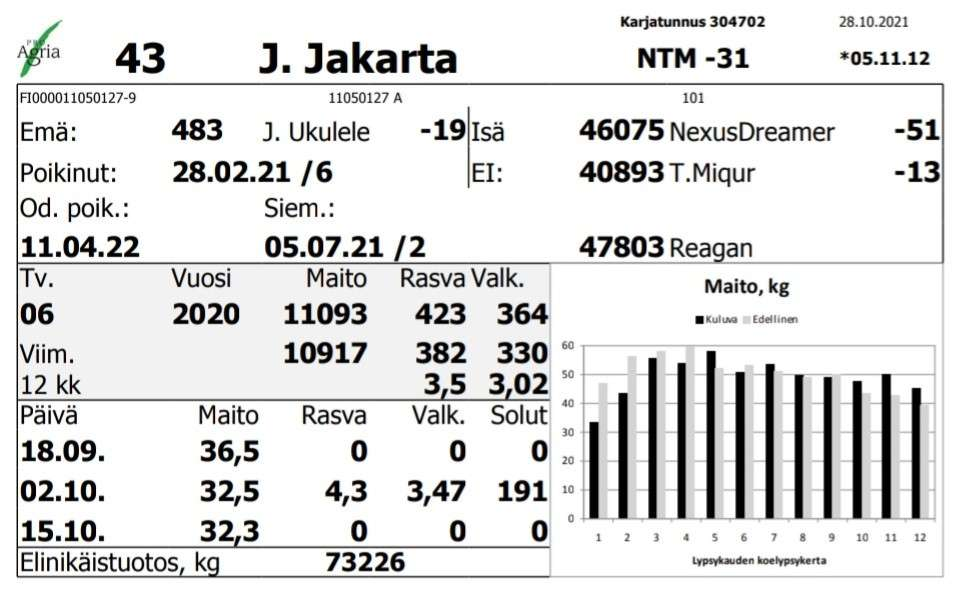 Karjatunnus 304702 28.10.2021
PRO Agria 43 J. Jakarta NTM -31 *05.11.12
FI000011050127-9 11050127 A 101
Emä: 483 J. Ukulele -19 Isä 46075 NexusDreamer -51
Poikinut: 28.02.21 /6 EI: 40893 T.Miqur -13
Od. poik.: Siem.:
11.04.22 05.07.21 /2 47803 Reagan
Tv. Vuosi Maito Rasva Valk.
06 2020 11093 423 364
Viim. 10917 382 330
12 kk 3,5 3,02
Päivä Maito Rasva Valk. Solut
18.09. 36,5 0 0 0
02.10. 32,5 4,3 3,47 191
15.10. 32,3 0 0 0
Elinikäistuotos, kg 73226
Maito, kg
Kuluva Edellinen
60
50
40
30
20
10
0
1 2 3 4 5 6 7 8 9 10 11 12
Lypsykauden koelypsykerta